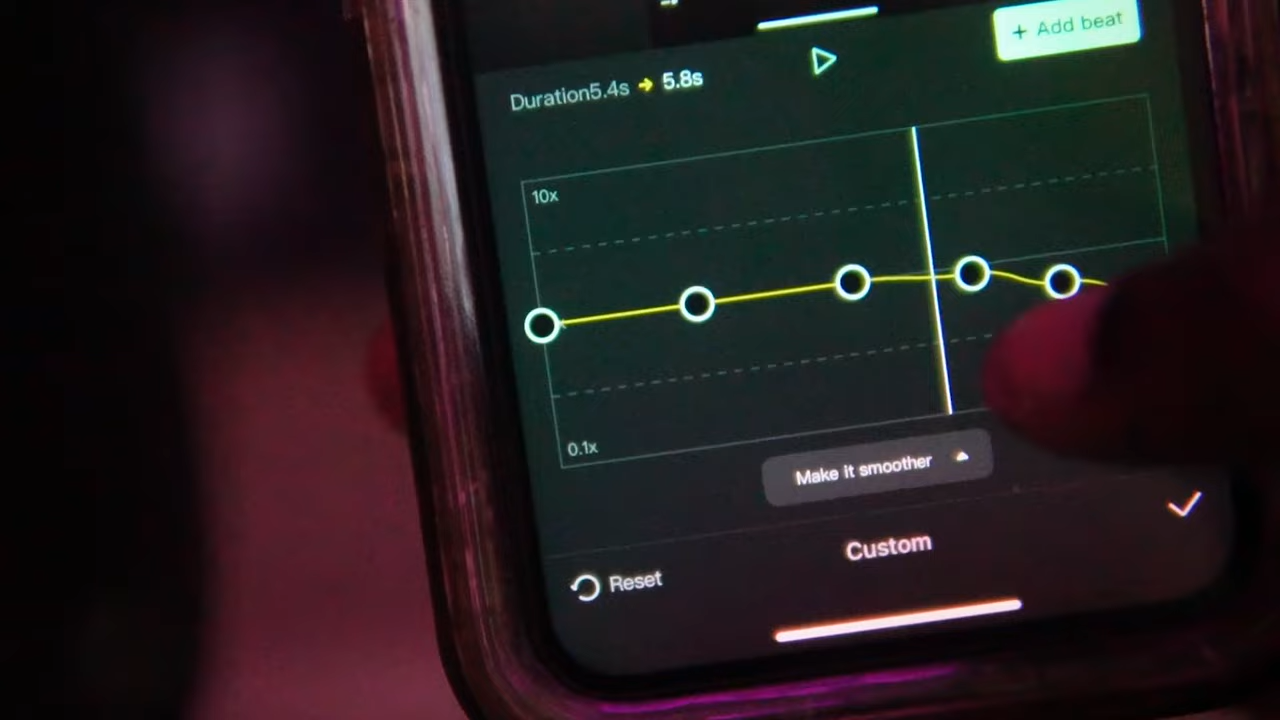 + Add beat
Duration5.4s → 5.8s
10x
0.1x
Make it smoother
Custom
Reset